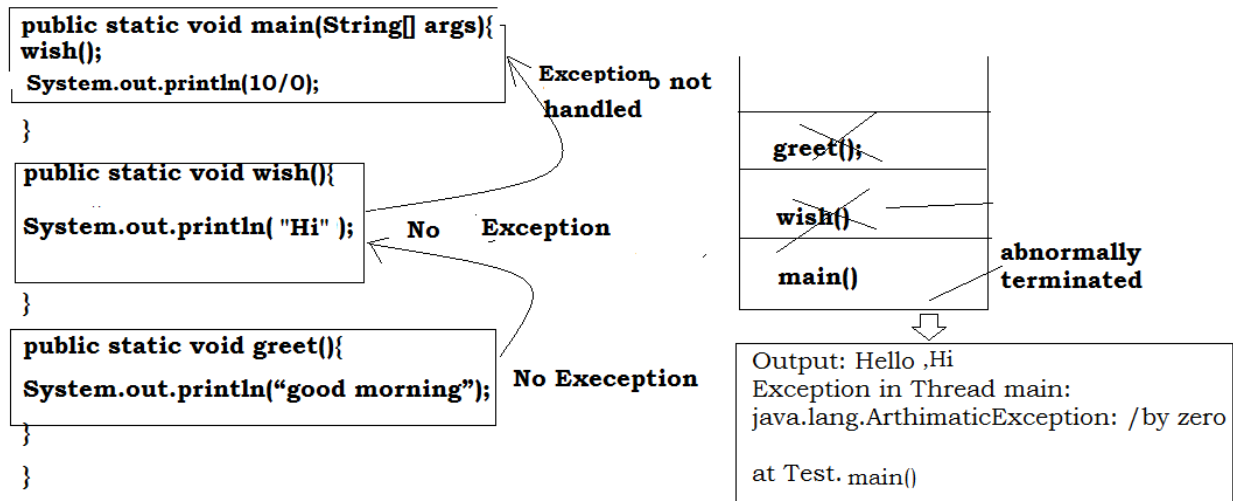 public static void main(String[] args){
wish();
System.out.println(10/0);
}
Exception o not
handled
public static void wish(){
System.out.println( "Hi" );
No Exception
}
public static void greet(){
System.out.println(“good morning”);
No Exeception
}
}
greet();
wish()
main()
abnormally
terminated
Output: Hello ,Hi
Exception in Thread main:
java.lang.ArthimaticException: /by zero
at Test. main()